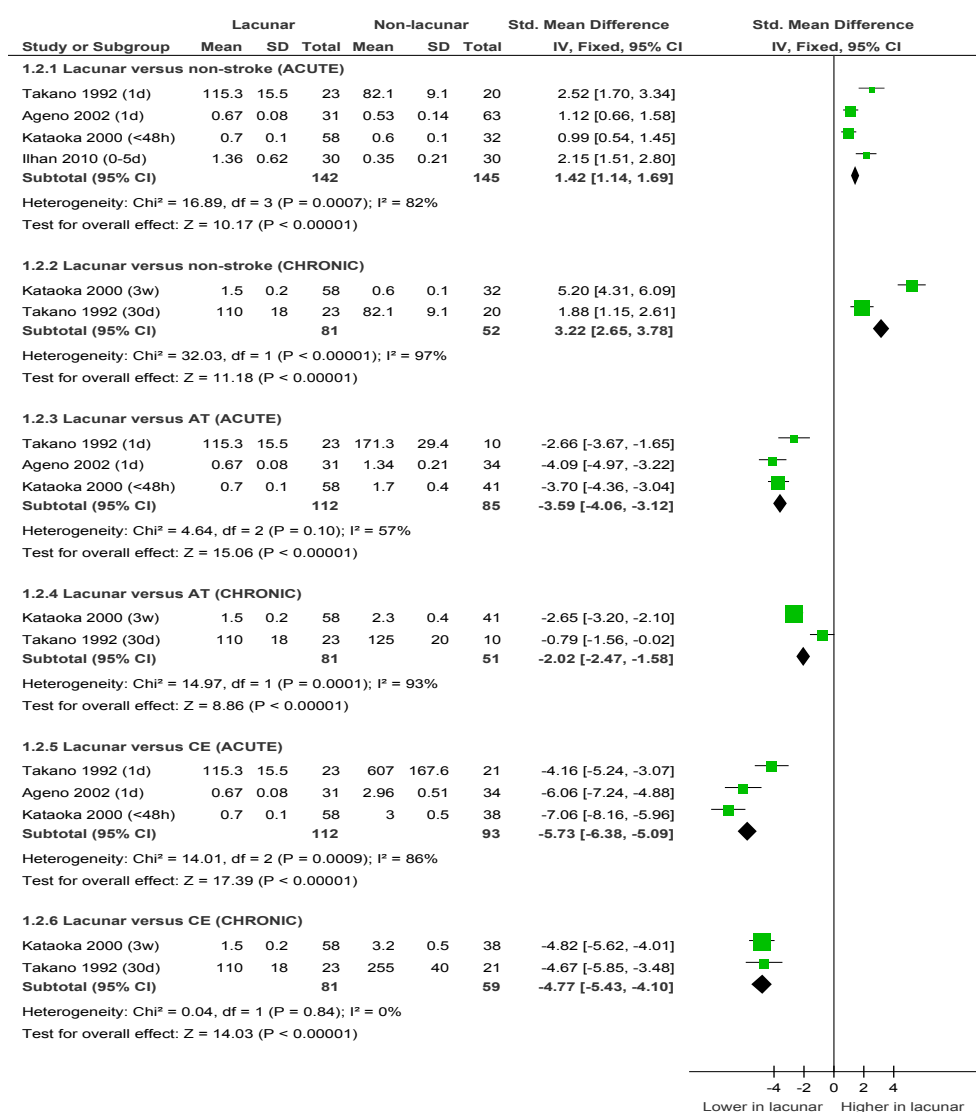 Lacunar Non-lacunar Std. Mean Difference Std. Mean Difference
Study or Subgroup Mean SD Total Mean SD Total IV, Fixed, 95% CI IV, Fixed, 95% CI
1.2.1 Lacunar versus non-stroke (ACUTE)
Takano 1992 (1d) 115.3 15.5 23 82.1 9.1 20 2.52 [1.70, 3.34]
Ageno 2002 (1d) 0.67 0.08 31 0.53 0.14 63 1.12 [0.66, 1.58]
Kataoka 2000 (<48h) 0.7 0.1 58 0.6 0.1 32 0.99 [0.54, 1.45]
Ilhan 2010 (0-5d) 1.36 0.62 30 0.35 0.21 30 2.15 [1.51, 2.80]
Subtotal (95% CI) 142 145 1.42 [1.14, 1.69]
Heterogeneity: Chi² = 16.89, df = 3 (P = 0.0007); I² = 82%
Test for overall effect: Z = 10.17 (P < 0.00001)
1.2.2 Lacunar versus non-stroke (CHRONIC)
Kataoka 2000 (3w) 1.5 0.2 58 0.6 0.1 32 5.20 [4.31, 6.09]
Takano 1992 (30d) 110 18 23 82.1 9.1 20 1.88 [1.15, 2.61]
Subtotal (95% CI) 81 52 3.22 [2.65, 3.78]
Heterogeneity: Chi² = 32.03, df = 1 (P < 0.00001); I² = 97%
Test for overall effect: Z = 11.18 (P < 0.00001)
1.2.3 Lacunar versus AT (ACUTE)
Takano 1992 (1d) 115.3 15.5 23 171.3 29.4 10 -2.66 [-3.67, -1.65]
Ageno 2002 (1d) 0.67 0.08 31 1.34 0.21 34 -4.09 [-4.97, -3.22]
Kataoka 2000 (<48h) 0.7 0.1 58 1.7 0.4 41 -3.70 [-4.36, -3.04]
Subtotal (95% CI) 112 85 -3.59 [-4.06, -3.12]
Heterogeneity: Chi² = 4.64, df = 2 (P = 0.10); I² = 57%
Test for overall effect: Z = 15.06 (P < 0.00001)
1.2.4 Lacunar versus AT (CHRONIC)
Kataoka 2000 (3w) 1.5 0.2 58 2.3 0.4 41 -2.65 [-3.20, -2.10]
Takano 1992 (30d) 110 18 23 125 20 10 -0.79 [-1.56, -0.02]
Subtotal (95% CI) 81 51 -2.02 [-2.47, -1.58]
Heterogeneity: Chi² = 14.97, df = 1 (P = 0.0001); I² = 93%
Test for overall effect: Z = 8.86 (P < 0.00001)
1.2.5 Lacunar versus CE (ACUTE)
Takano 1992 (1d) 115.3 15.5 23 607 167.6 21 -4.16 [-5.24, -3.07]
Ageno 2002 (1d) 0.67 0.08 31 2.96 0.51 34 -6.06 [-7.24, -4.88]
Kataoka 2000 (<48h) 0.7 0.1 58 3 0.5 38 -7.06 [-8.16, -5.96]
Subtotal (95% CI) 112 93 -5.73 [-6.38, -5.09]
Heterogeneity: Chi² = 14.01, df = 2 (P = 0.0009); I² = 86%
Test for overall effect: Z = 17.39 (P < 0.00001)
1.2.6 Lacunar versus CE (CHRONIC)
Kataoka 2000 (3w) 1.5 0.2 58 3.2 0.5 38 -4.82 [-5.62, -4.01]
Takano 1992 (30d) 110 18 23 255 40 21 -4.67 [-5.85, -3.48]
Subtotal (95% CI) 81 59 -4.77 [-5.43, -4.10]
Heterogeneity: Chi² = 0.04, df = 1 (P = 0.84); I² = 0%
Test for overall effect: Z = 14.03 (P < 0.00001)
-4 -2 0 2 4
Lower in lacunar Higher in lacunar